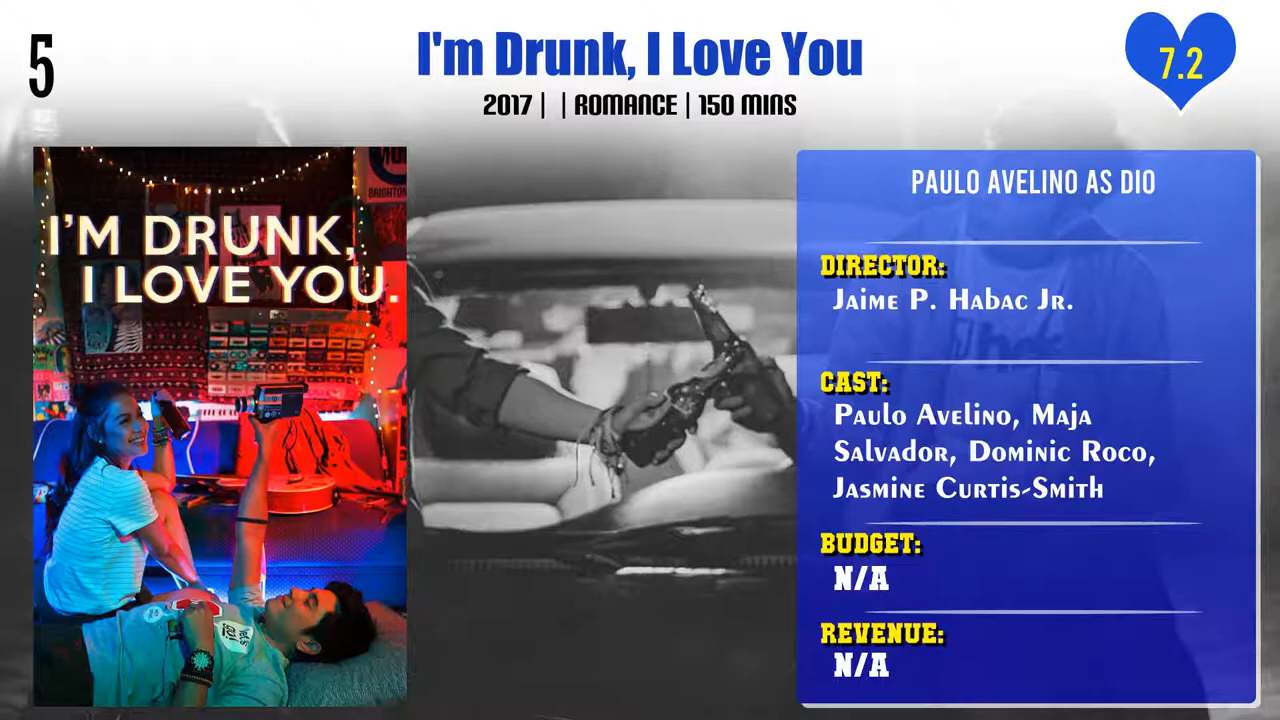 5
I'm Drunk, I Love You
7.2
2017 | | ROMANCE | 150 MINS
I'M DRUNK,
I LOVE YOU.
PAULO AVELINO AS DIO
DIRECTOR:
Jaime P. Habac Jr.
CAST:
Paulo Avelino, Maja
Salvador, Dominic Roco,
Jasmine Curtis-Smith
BUDGET:
N/A
REVENUE:
N/A